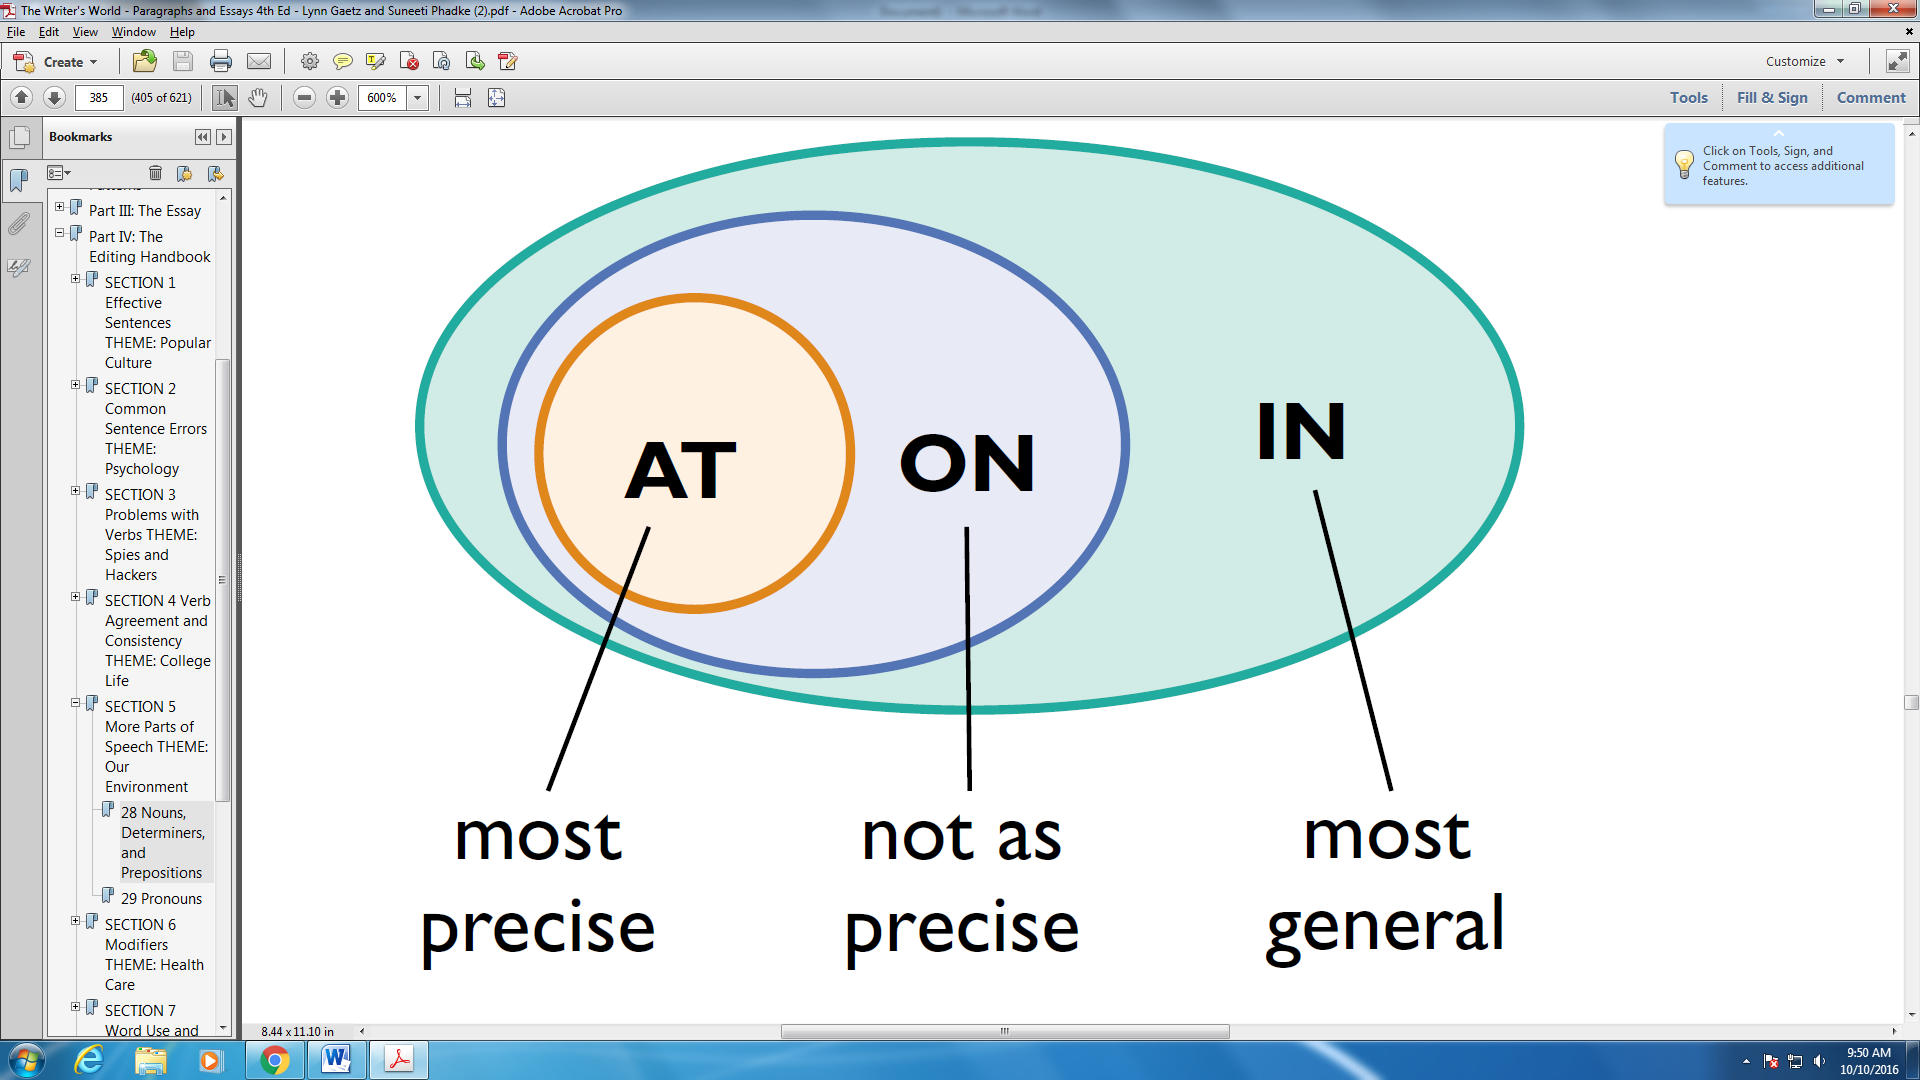 The Writer's World - Paragraphs and Essays 4th Ed - Lynn Gaetz and Suneeti Phadke (2).pdf - Adobe Acrobat Pro
File Edit View Window Help
Create
Customize
385 (405 of 621) 600%
Tools Fill & Sign Comment
Bookmarks
Part III: The Essay
Part IV: The
Editing Handbook
SECTION 1
Effective
Sentences
THEME: Popular
Culture
SECTION 2
Common
Sentence Errors
THEME:
Psychology
SECTION 3
Problems with
Verbs THEME:
Spies and
Hackers
SECTION 4 Verb
Agreement and
Consistency
THEME: College
Life
SECTION 5
More Parts of
Speech THEME:
Our
Environment
28 Nouns,
Determiners,
and
Prepositions
29 Pronouns
SECTION 6
Modifiers
THEME: Health
Care
SECTION 7
Word Use and
Click on Tools, Sign, and
Comment to access additional
features.
AT ON IN
most
precise
not as
precise
most
general
8.44 x 11.10 in
9:50 AM
10/10/2016